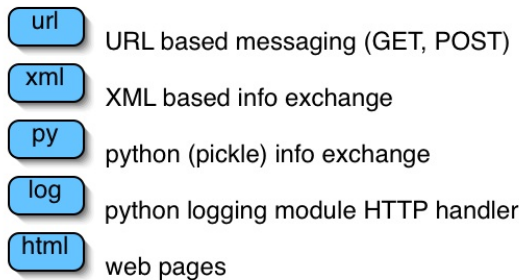 url
URL based messaging (GET, POST)
xml
XML based info exchange
py
python (pickle) info exchange
log
python logging module HTTP handler
html
web pages